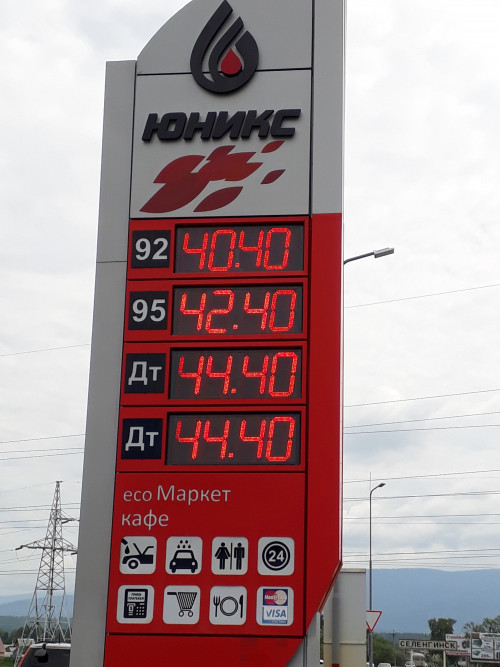 ЮНИКС
92 40.40
95 42.40
Дт 44.40
Дт 44.40
eco Маркет
кафе
24
VISA
СЕЛЕНГИНСК